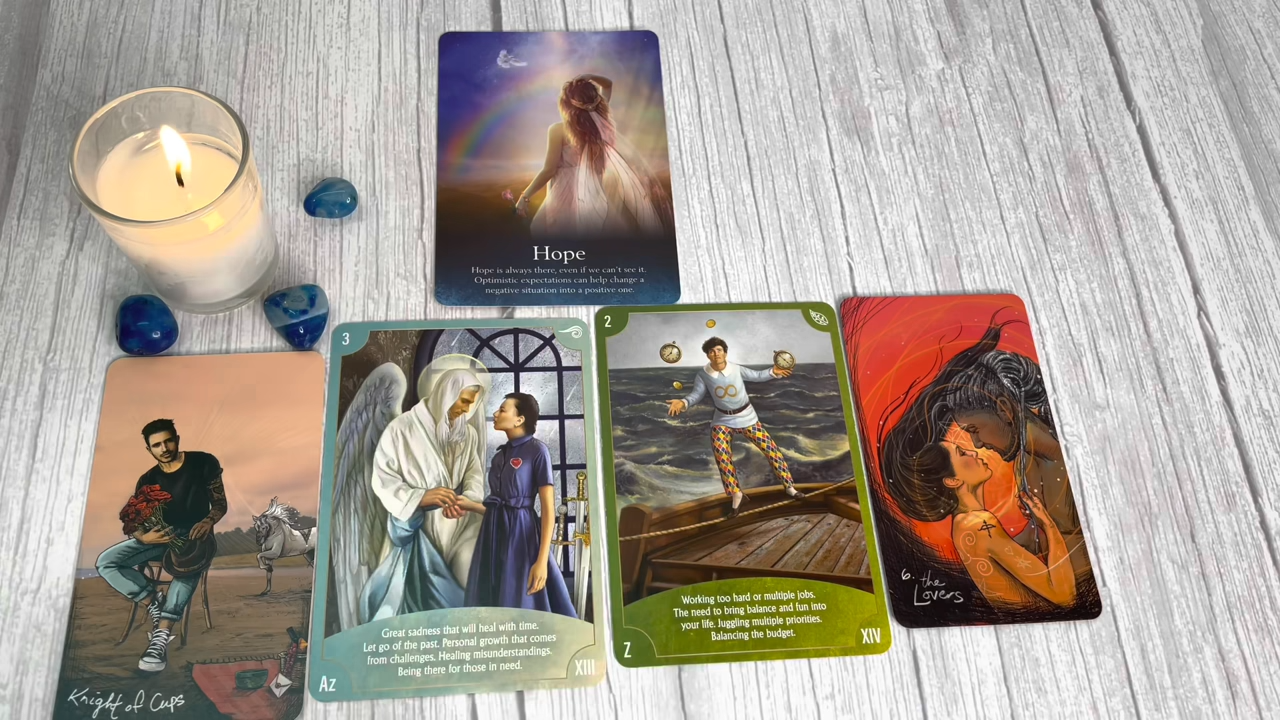 Hope
Hope is always there, even if we can't see it.
Optimistic expectations can help change a
negative situation into a positive one.
Knight of Cups
3
Great sadness that will heal with time.
Let go of the past. Personal growth that comes
from challenges. Healing misunderstandings.
Being there for those in need.
Az
XIII
2
Working too hard or multiple jobs.
The need to bring balance and fun into
your life. Juggling multiple priorities.
Balancing the budget.
Z
XIV
6. the
Lovers